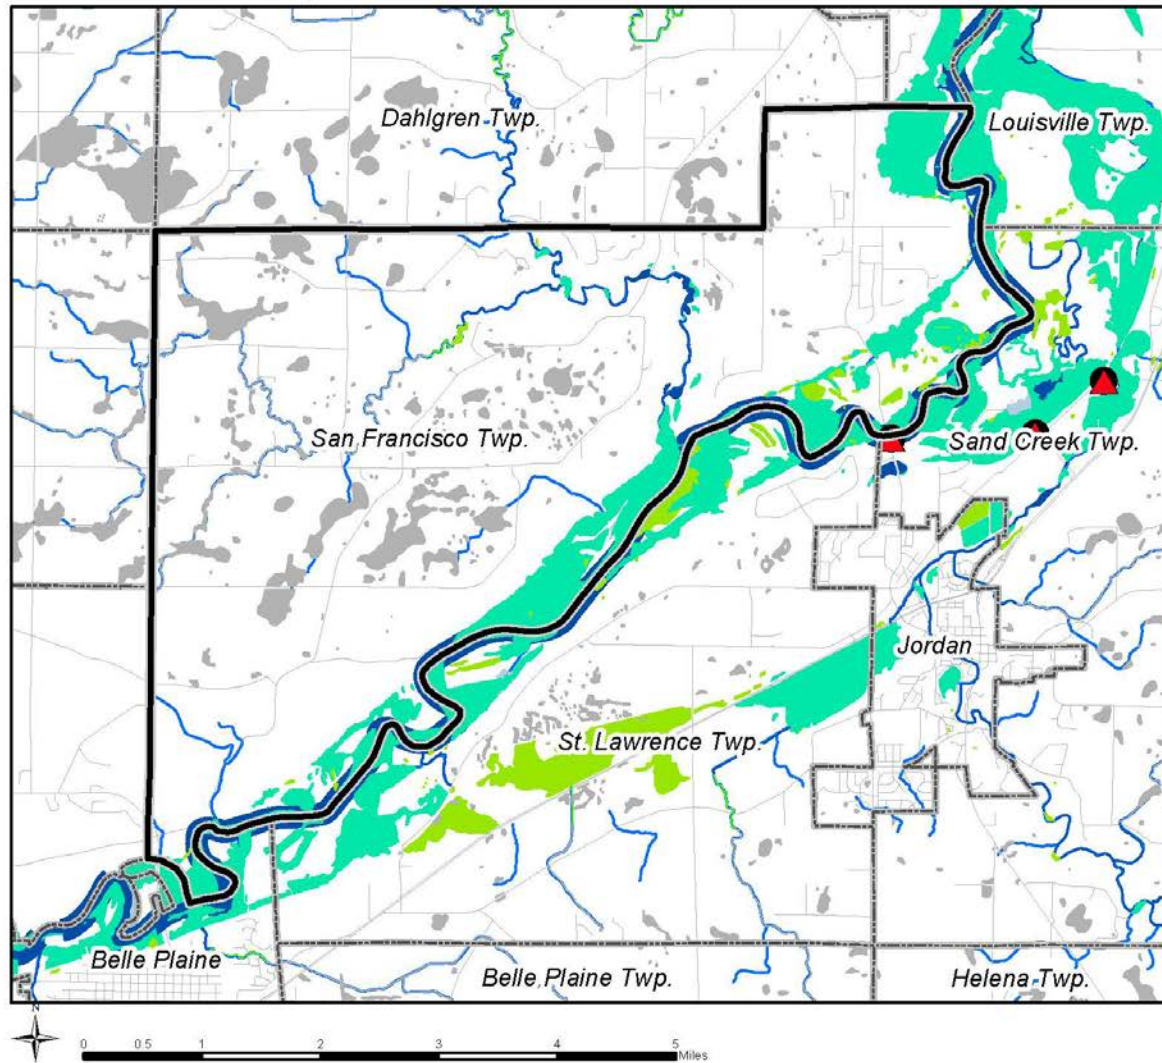 Dahlgren Twp.
Louisville Twp.
San Francisco Twp.
Sand Creek Twp.
Jordan
St. Lawrence Twp.
Belle Plaine
Belle Plaine Twp.
Helena Twp.
N
0 0.5 1 2 3 4 5
Miles